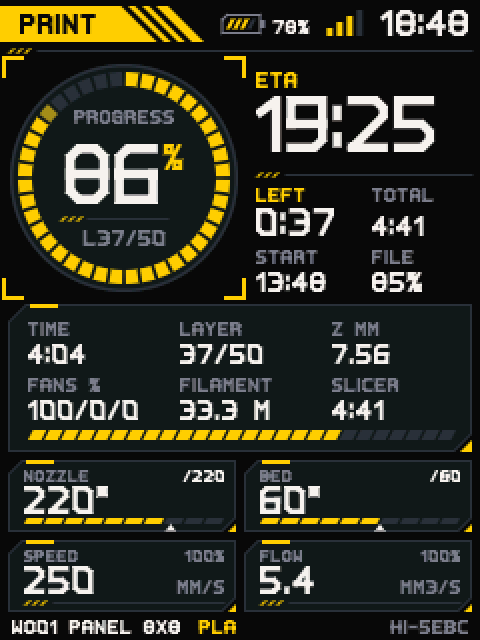 PRINT
78%
18:48
PROGRESS
86%
L37/50
ETA
19:25
LEFT TOTAL
0:37 4:41
START FILE
13:48 85%
TIME LAYER Z MM
4:04 37/50 7.56
FANS % FILAMENT SLICER
100/0/0 33.3 M 4:41
NOZZLE /220
220°
BED /60
60°
SPEED 100%
250 MM/S
FLOW 100%
5.4 MM3/S
W001 PANEL 8X8 PLA
HI-5EBC